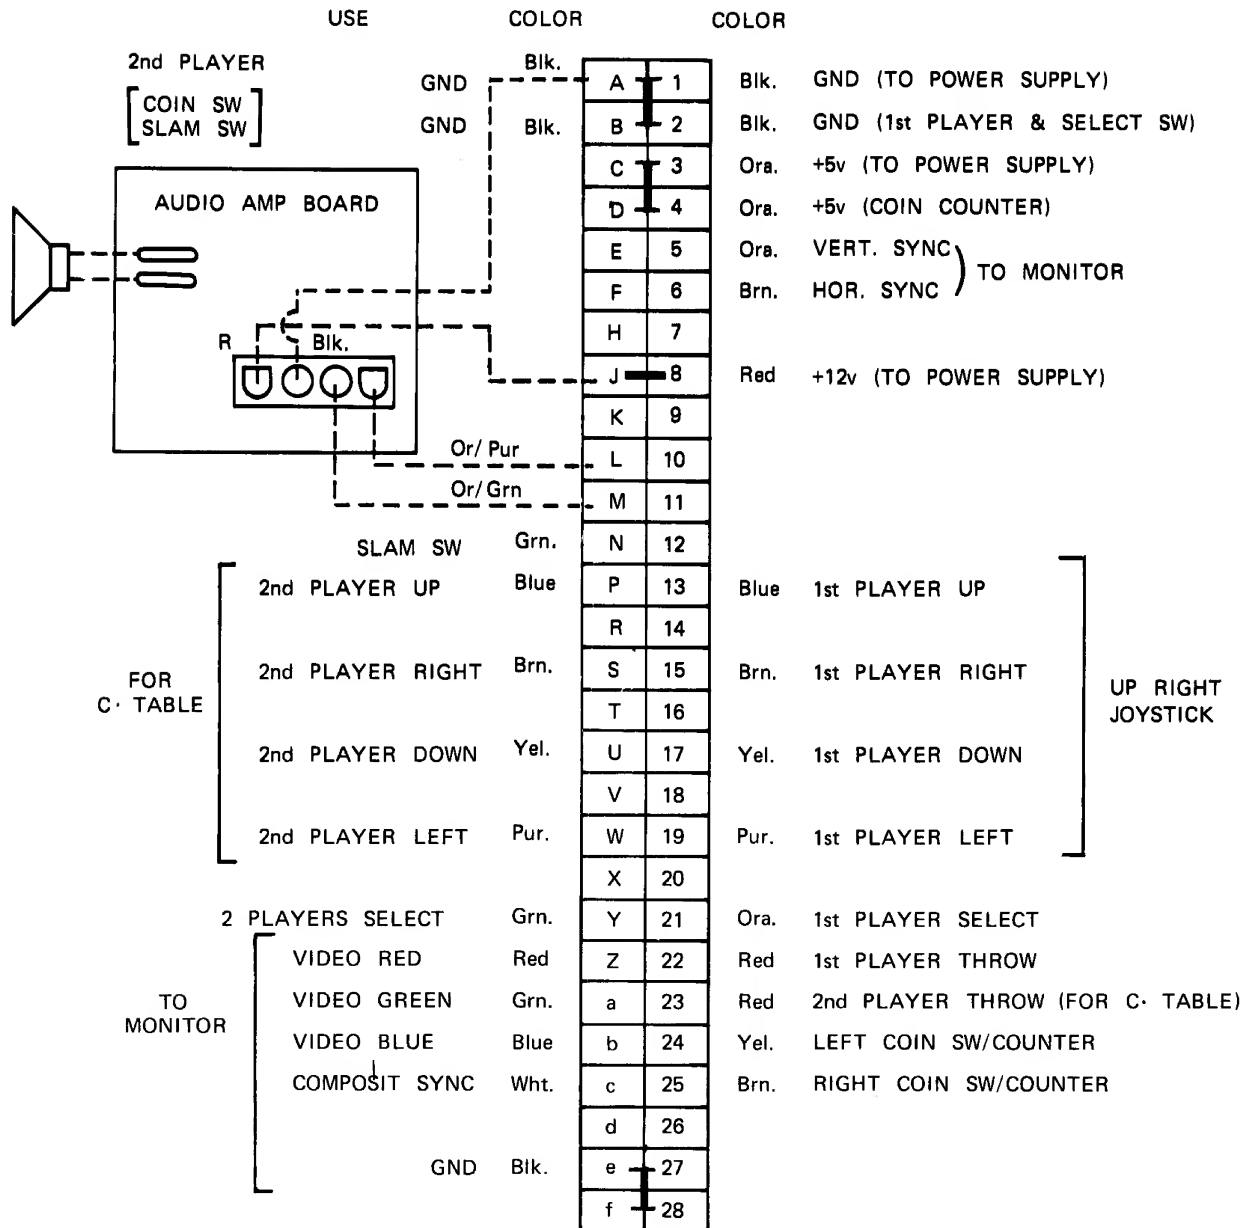 USE COLOR COLOR
2nd PLAYER
COIN SW
SLAM SW
AUDIO AMP BOARD
R Blk.
Or/Pur
Or/Grn
GND Blk. A 1 Blk. GND (TO POWER SUPPLY)
GND Blk. B 2 Blk. GND (1st PLAYER & SELECT SW)
C 3 Ora. +5v (TO POWER SUPPLY)
D 4 Ora. +5v (COIN COUNTER)
E 5 Ora. VERT. SYNC
F 6 Brn. HOR. SYNC
TO MONITOR
H 7
J 8 Red +12v (TO POWER SUPPLY)
K 9
L 10
M 11
SLAM SW Grn. N 12
2nd PLAYER UP Blue P 13 Blue 1st PLAYER UP
R 14
2nd PLAYER RIGHT Brn. S 15 Brn. 1st PLAYER RIGHT
FOR
C· TABLE
UP RIGHT
JOYSTICK
T 16
2nd PLAYER DOWN Yel. U 17 Yel. 1st PLAYER DOWN
V 18
2nd PLAYER LEFT Pur. W 19 Pur. 1st PLAYER LEFT
X 20
2 PLAYERS SELECT Grn. Y 21 Ora. 1st PLAYER SELECT
VIDEO RED Red Z 22 Red 1st PLAYER THROW
TO
MONITOR
VIDEO GREEN Grn. a 23 Red 2nd PLAYER THROW (FOR C· TABLE)
VIDEO BLUE Blue b 24 Yel. LEFT COIN SW/COUNTER
COMPOSIT SYNC Wht. c 25 Brn. RIGHT COIN SW/COUNTER
d 26
GND Blk. e 27
f 28